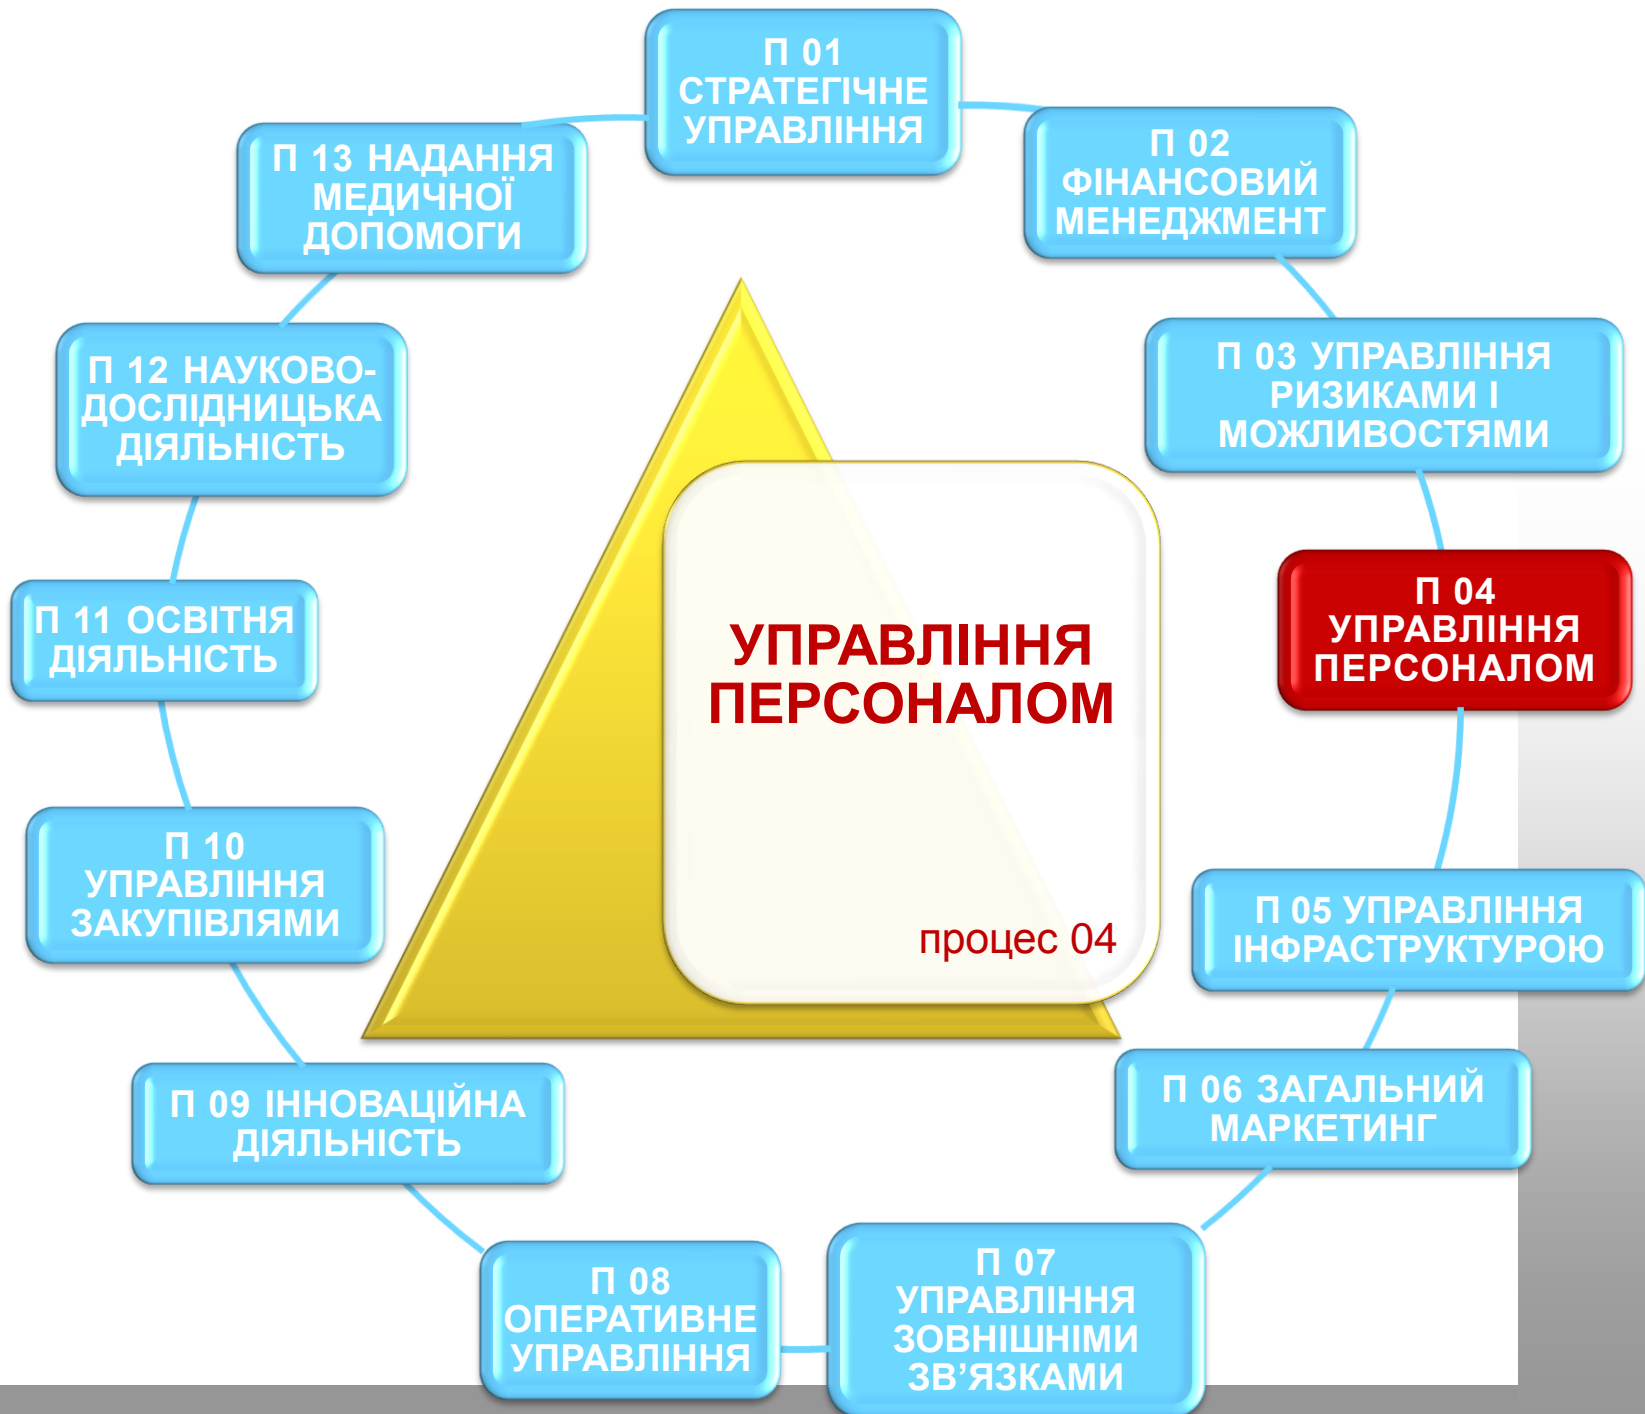 П 01
СТРАТЕГІЧНЕ
УПРАВЛІННЯ
П 02
ФІНАНСОВИЙ
МЕНЕДЖМЕНТ
П 03 УПРАВЛІННЯ
РИЗИКАМИ І
МОЖЛИВОСТЯМИ
П 04
УПРАВЛІННЯ
ПЕРСОНАЛОМ
П 05 УПРАВЛІННЯ
ІНФРАСТРУКТУРОЮ
П 06 ЗАГАЛЬНИЙ
МАРКЕТИНГ
П 07
УПРАВЛІННЯ
ЗОВНІШНІМИ
ЗВ’ЯЗКАМИ
П 08
ОПЕРАТИВНЕ
УПРАВЛІННЯ
П 09 ІННОВАЦІЙНА
ДІЯЛЬНІСТЬ
П 10
УПРАВЛІННЯ
ЗАКУПІВЛЯМИ
П 11 ОСВІТНЯ
ДІЯЛЬНІСТЬ
П 12 НАУКОВО-
ДОСЛІДНИЦЬКА
ДІЯЛЬНІСТЬ
П 13 НАДАННЯ
МЕДИЧНОЇ
ДОПОМОГИ
УПРАВЛІННЯ
ПЕРСОНАЛОМ
процес 04